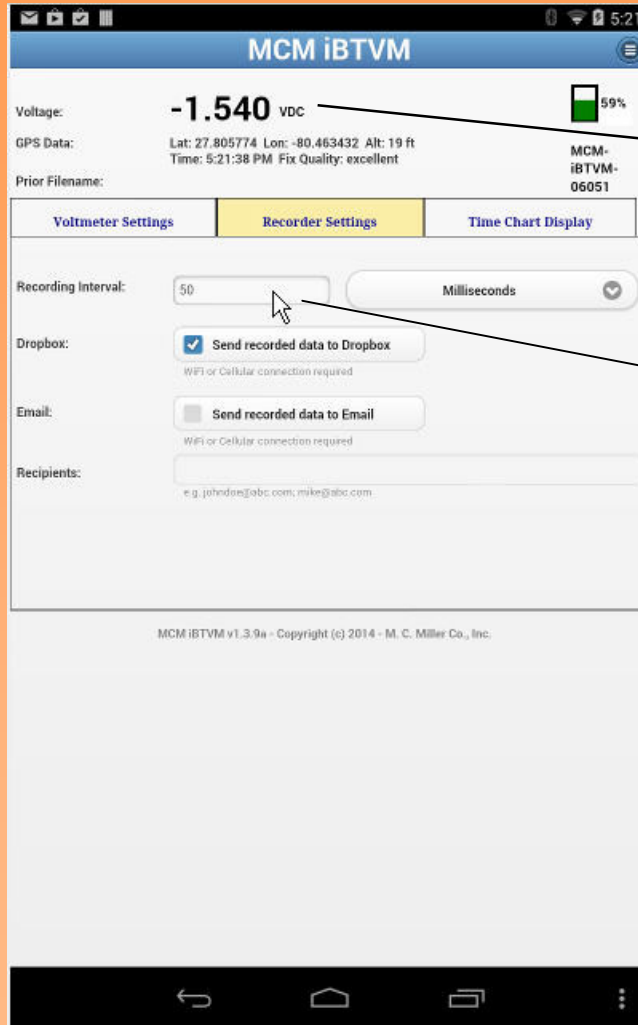 5:21
MCM iBTVM
Voltage: -1.540 VDC 59%
GPS Data: Lat: 27.805774 Lon: -80.463432 Alt: 19 ft
Time: 5:21:38 PM Fix Quality: excellent
MCM-
iBTVM-
06051
Prior Filename:
Voltmeter Settings Recorder Settings Time Chart Display
Recording Interval: 50 Milliseconds
Dropbox: Send recorded data to Dropbox
WiFi or Cellular connection required
Email: Send recorded data to Email
WiFi or Cellular connection required
Recipients:
e.g. johndoe@abc.com; mike@abc.com
MCM iBTVM v1.3.9a - Copyright (c) 2014 - M. C. Miller Co., Inc.